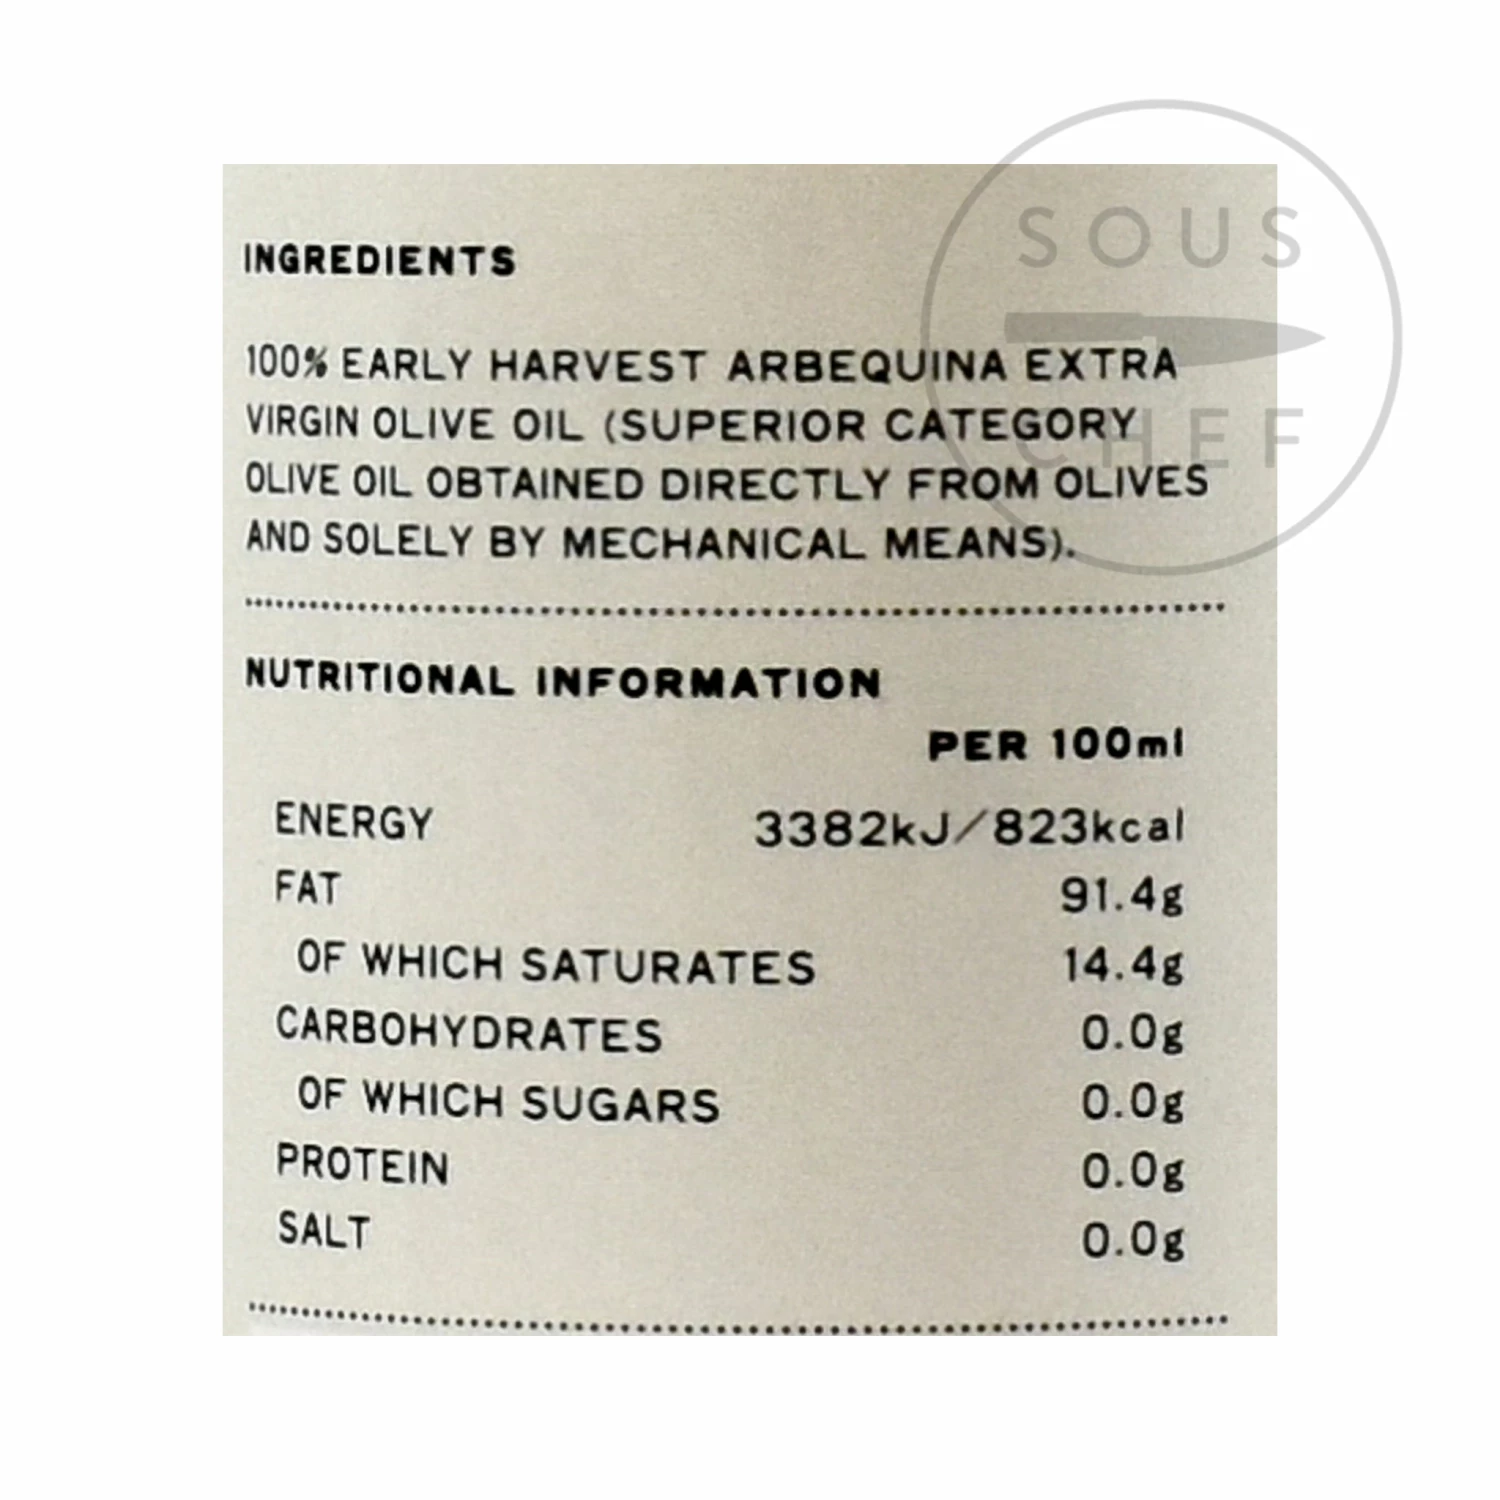 SOUS
CHEF
INGREDIENTS
100% EARLY HARVEST ARBEQUINA EXTRA
VIRGIN OLIVE OIL (SUPERIOR CATEGORY
OLIVE OIL OBTAINED DIRECTLY FROM OLIVES
AND SOLELY BY MECHANICAL MEANS).
NUTRITIONAL INFORMATION
PER 100ml
ENERGY 3382kJ/823kcal
FAT 91.4g
OF WHICH SATURATES 14.4g
CARBOHYDRATES 0.0g
OF WHICH SUGARS 0.0g
PROTEIN 0.0g
SALT 0.0g